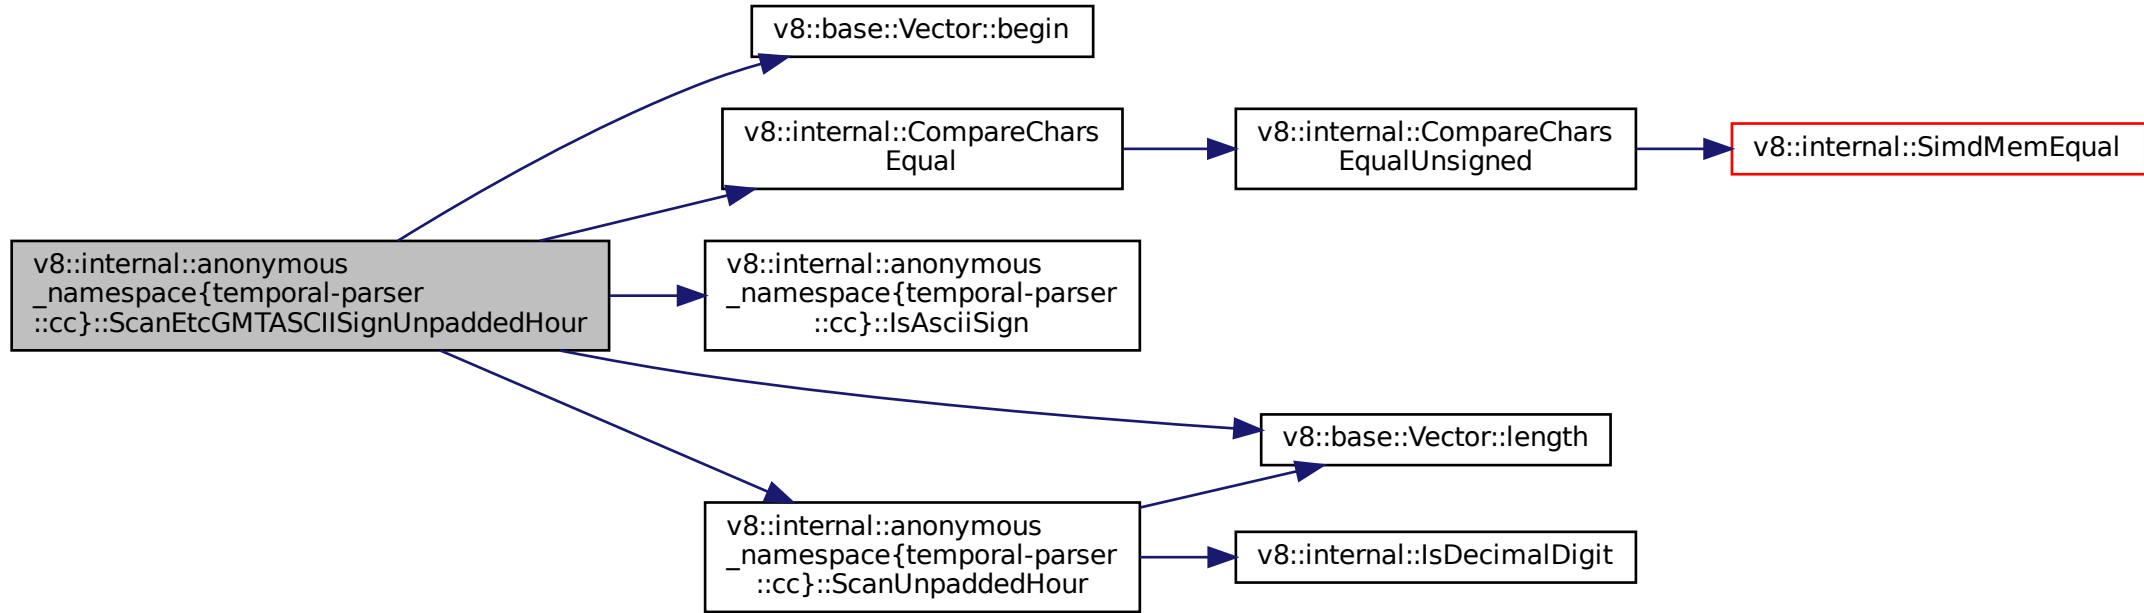 v8::base::Vector::begin
v8::internal::CompareChars
Equal
v8::internal::CompareChars
EqualUnsigned
v8::internal::SimdMemEqual
v8::internal::anonymous
_namespace{temporal-parser
::cc}::ScanEtcGMTASCIISignUnpaddedHour
v8::internal::anonymous
_namespace{temporal-parser
::cc}::IsAsciiSign
v8::base::Vector::length
v8::internal::anonymous
_namespace{temporal-parser
::cc}::ScanUnpaddedHour
v8::internal::IsDecimalDigit